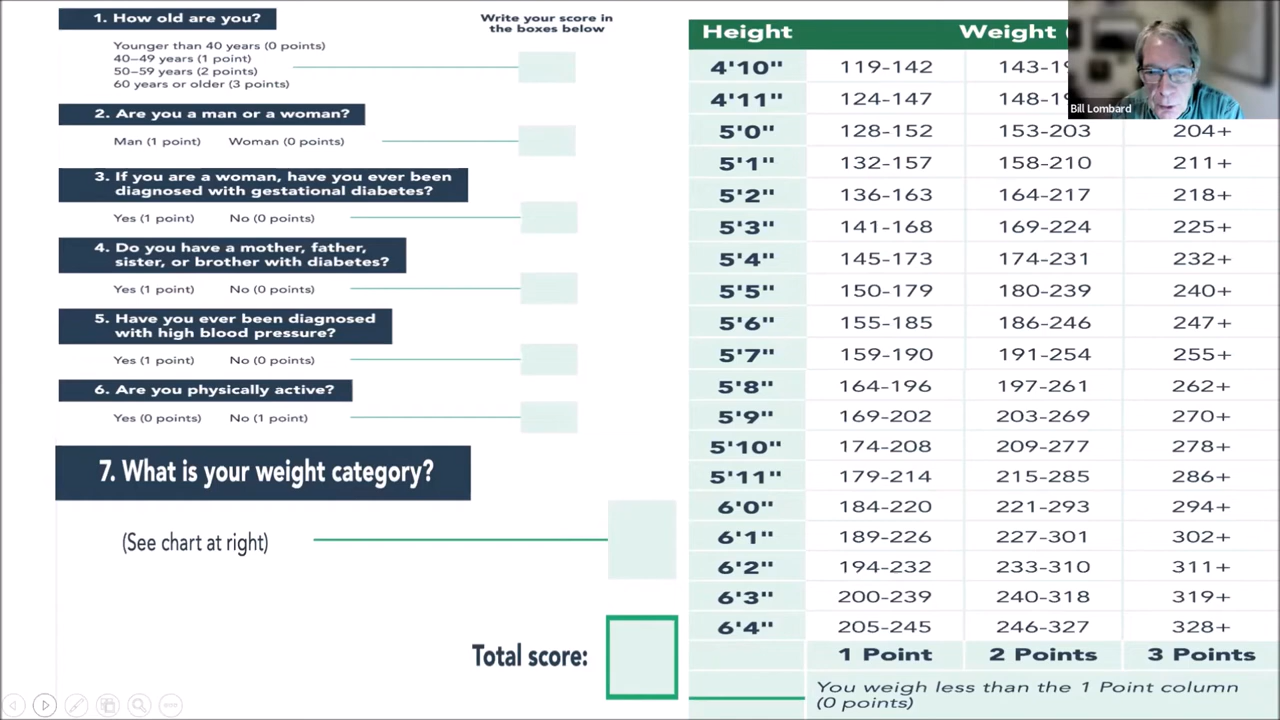 1. How old are you?
Write your score in
the boxes below
Younger than 40 years (0 points)
40–49 years (1 point)
50–59 years (2 points)
60 years or older (3 points)
2. Are you a man or a woman?
Man (1 point) Woman (0 points)
3. If you are a woman, have you ever been
diagnosed with gestational diabetes?
Yes (1 point) No (0 points)
4. Do you have a mother, father,
sister, or brother with diabetes?
Yes (1 point) No (0 points)
5. Have you ever been diagnosed
with high blood pressure?
Yes (1 point) No (0 points)
6. Are you physically active?
Yes (0 points) No (1 point)
7. What is your weight category?
(See chart at right)
Total score:
Height Weight
4'10" 119-142
4'11" 124-147
5'0" 128-152 153-203 204+
5'1" 132-157 158-210 211+
5'2" 136-163 164-217 218+
5'3" 141-168 169-224 225+
5'4" 145-173 174-231 232+
5'5" 150-179 180-239 240+
5'6" 155-185 186-246 247+
5'7" 159-190 191-254 255+
5'8" 164-196 197-261 262+
5'9" 169-202 203-269 270+
5'10" 174-208 209-277 278+
5'11" 179-214 215-285 286+
6'0" 184-220 221-293 294+
6'1" 189-226 227-301 302+
6'2" 194-232 233-310 311+
6'3" 200-239 240-318 319+
6'4" 205-245 246-327 328+
1 Point 2 Points 3 Points
You weigh less than the 1 Point column
(0 points)
Bill Lombard